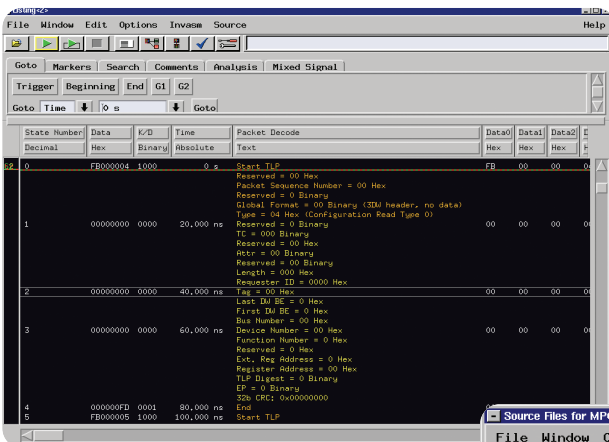 Listing<2>
File Window Edit Options Invasm Source Help
Goto Markers Search Comments Analysis Mixed Signal
Trigger Beginning End G1 G2
Goto Time 0 s Goto
State Number Data K/D Time Packet Decode Data0 Data1 Data2
Decimal Hex Binary Absolute Text Hex Hex Hex
0 FB000004 1000 0 s Start TLP FB 00 00
Reserved = 00 Hex
Packet Sequence Number = 00 Hex
Reserved = 0 Binary
Global Format = 00 Binary (3DW header, no data)
Type = 04 Hex (Configuration Read Type 0)
1 00000000 0000 20.000 ns Reserved = 0 Binary 00 00 00
TC = 000 Binary
Reserved = 00 Hex
Attr = 00 Binary
Reserved = 00 Binary
Length = 000 Hex
Requester ID = 0000 Hex
2 00000000 0000 40.000 ns Tag = 00 Hex 00 00 00
Last DW BE = 0 Hex
First DW BE = 0 Hex
Bus Number = 00 Hex
3 00000000 0000 60.000 ns Device Number = 00 Hex 00 00 00
Function Number = 0 Hex
Reserved = 0 Hex
Ext. Reg Address = 0 Hex
Register Address = 00 Hex
TLP Digest = 0 Binary
EP = 0 Binary
32b CRC: 0x00000000
4 000000FD 0001 80.000 ns End
5 FB000005 1000 100.000 ns Start TLP
Source Files for MP
File Window